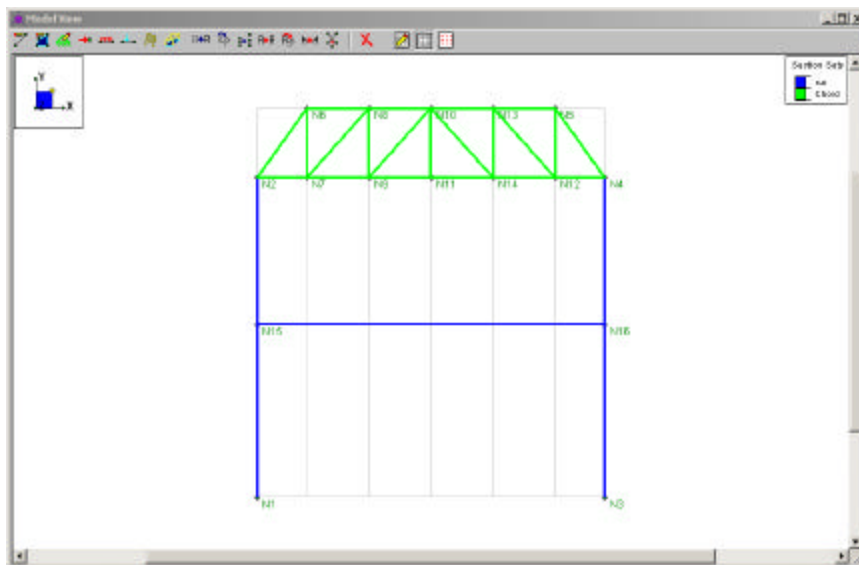 Model View
Y
X
Section Sets
Chord
N6 N8 N10 N13 N5
N2 N7 N9 N11 N14 N12 N4
N15 N16
N1 N3